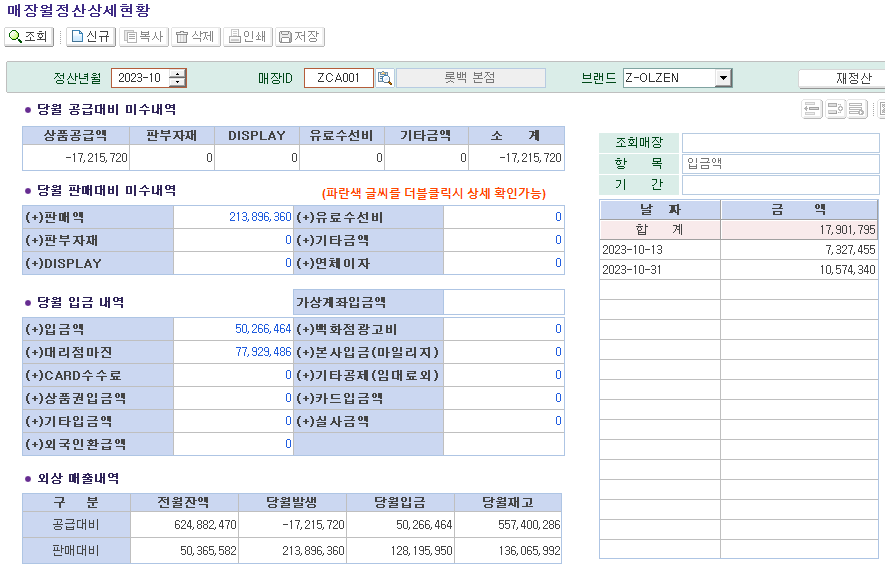 매장월정산상세현황
조회 신규 복사 삭제 인쇄 저장
정산년월 2023-10 매장ID ZCA001 롯백 본점 브랜드 Z-OLZEN 재정산
당월 공급대비 미수내역
상품공급액 판부자재 DISPLAY 유료수선비 기타금액 소 계
-17,215,720 0 0 0 0 -17,215,720
당월 판매대비 미수내역 (파란색 글씨를 더블클릭시 상세 확인가능)
(+)판매액 213,896,360 (+)유료수선비 0
(+)판부자재 0 (+)기타금액 0
(+)DISPLAY 0 (+)연체이자 0
당월 입금 내역 가상계좌입금액
(+)입금액 50,266,464 (+)백화점광고비 0
(+)대리점마진 77,929,486 (+)본사입금(마일리지) 0
(+)CARD수수료 0 (+)기타공제(임대료외) 0
(+)상품권입금액 0 (+)카드입금액 0
(+)기타입금액 0 (+)실사금액 0
(+)외국인환급액 0
외상 매출내역
구 분 전월잔액 당월발생 당월입금 당월재고
공급대비 624,882,470 -17,215,720 50,266,464 557,400,286
판매대비 50,365,582 213,896,360 128,195,950 136,065,992
조회매장
항 목 입금액
기 간
날 짜 금 액
합 계 17,901,795
2023-10-13 7,327,455
2023-10-31 10,574,340